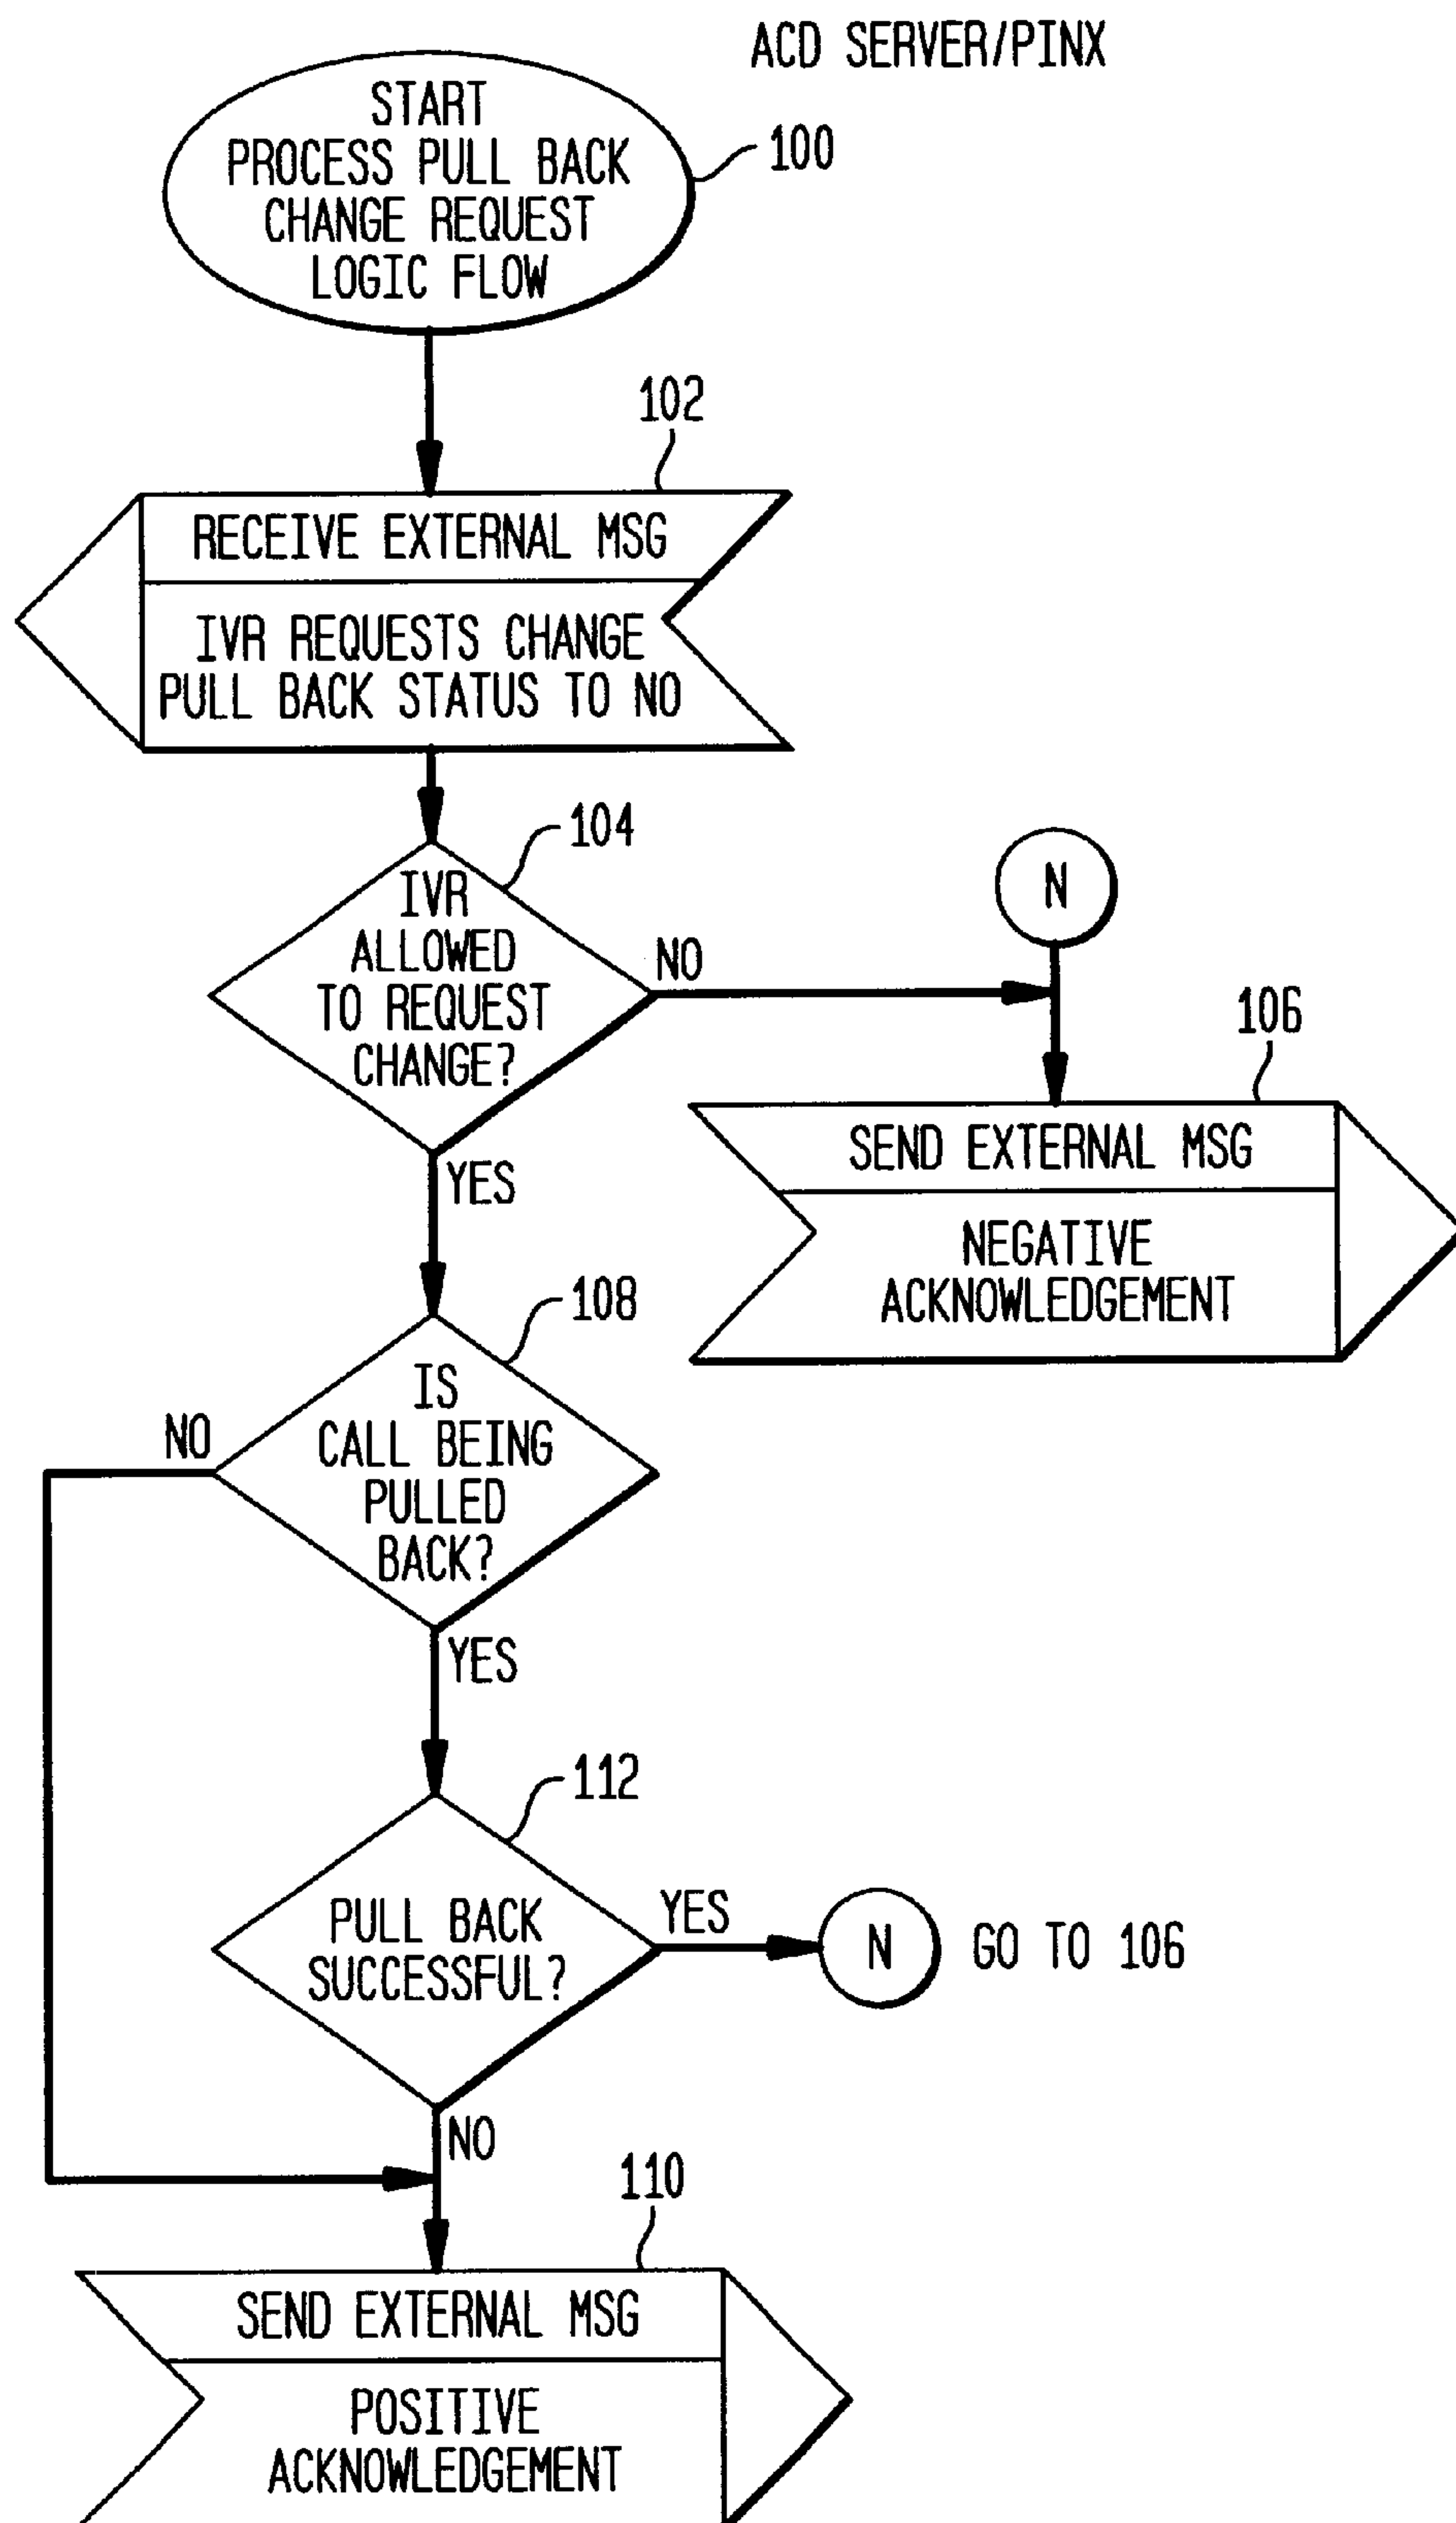 ACD SERVER/PINX
START
PROCESS PULL BACK
CHANGE REQUEST
LOGIC FLOW
100
102
RECEIVE EXTERNAL MSG
IVR REQUESTS CHANGE
PULL BACK STATUS TO NO
104
IVR
ALLOWED
TO REQUEST
CHANGE?
NO
N
106
SEND EXTERNAL MSG
NEGATIVE
ACKNOWLEDGEMENT
YES
108
IS
CALL BEING
PULLED
BACK?
NO
YES
112
PULL BACK
SUCCESSFUL?
YES
N
GO TO 106
NO
110
SEND EXTERNAL MSG
POSITIVE
ACKNOWLEDGEMENT